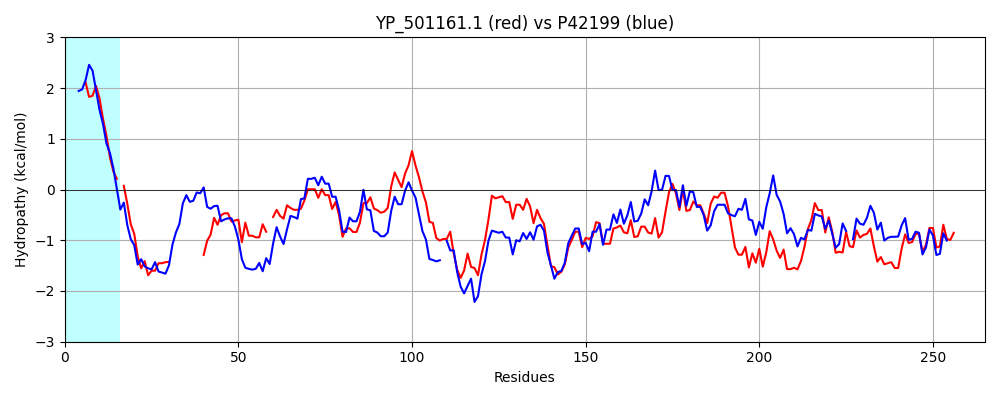 YP_501161.1 (red) vs P42199 (blue)
Hydropathy (kcal/mol)
3
2
1
0
−1
−2
−3
0 50 100 150 200 250
Residues